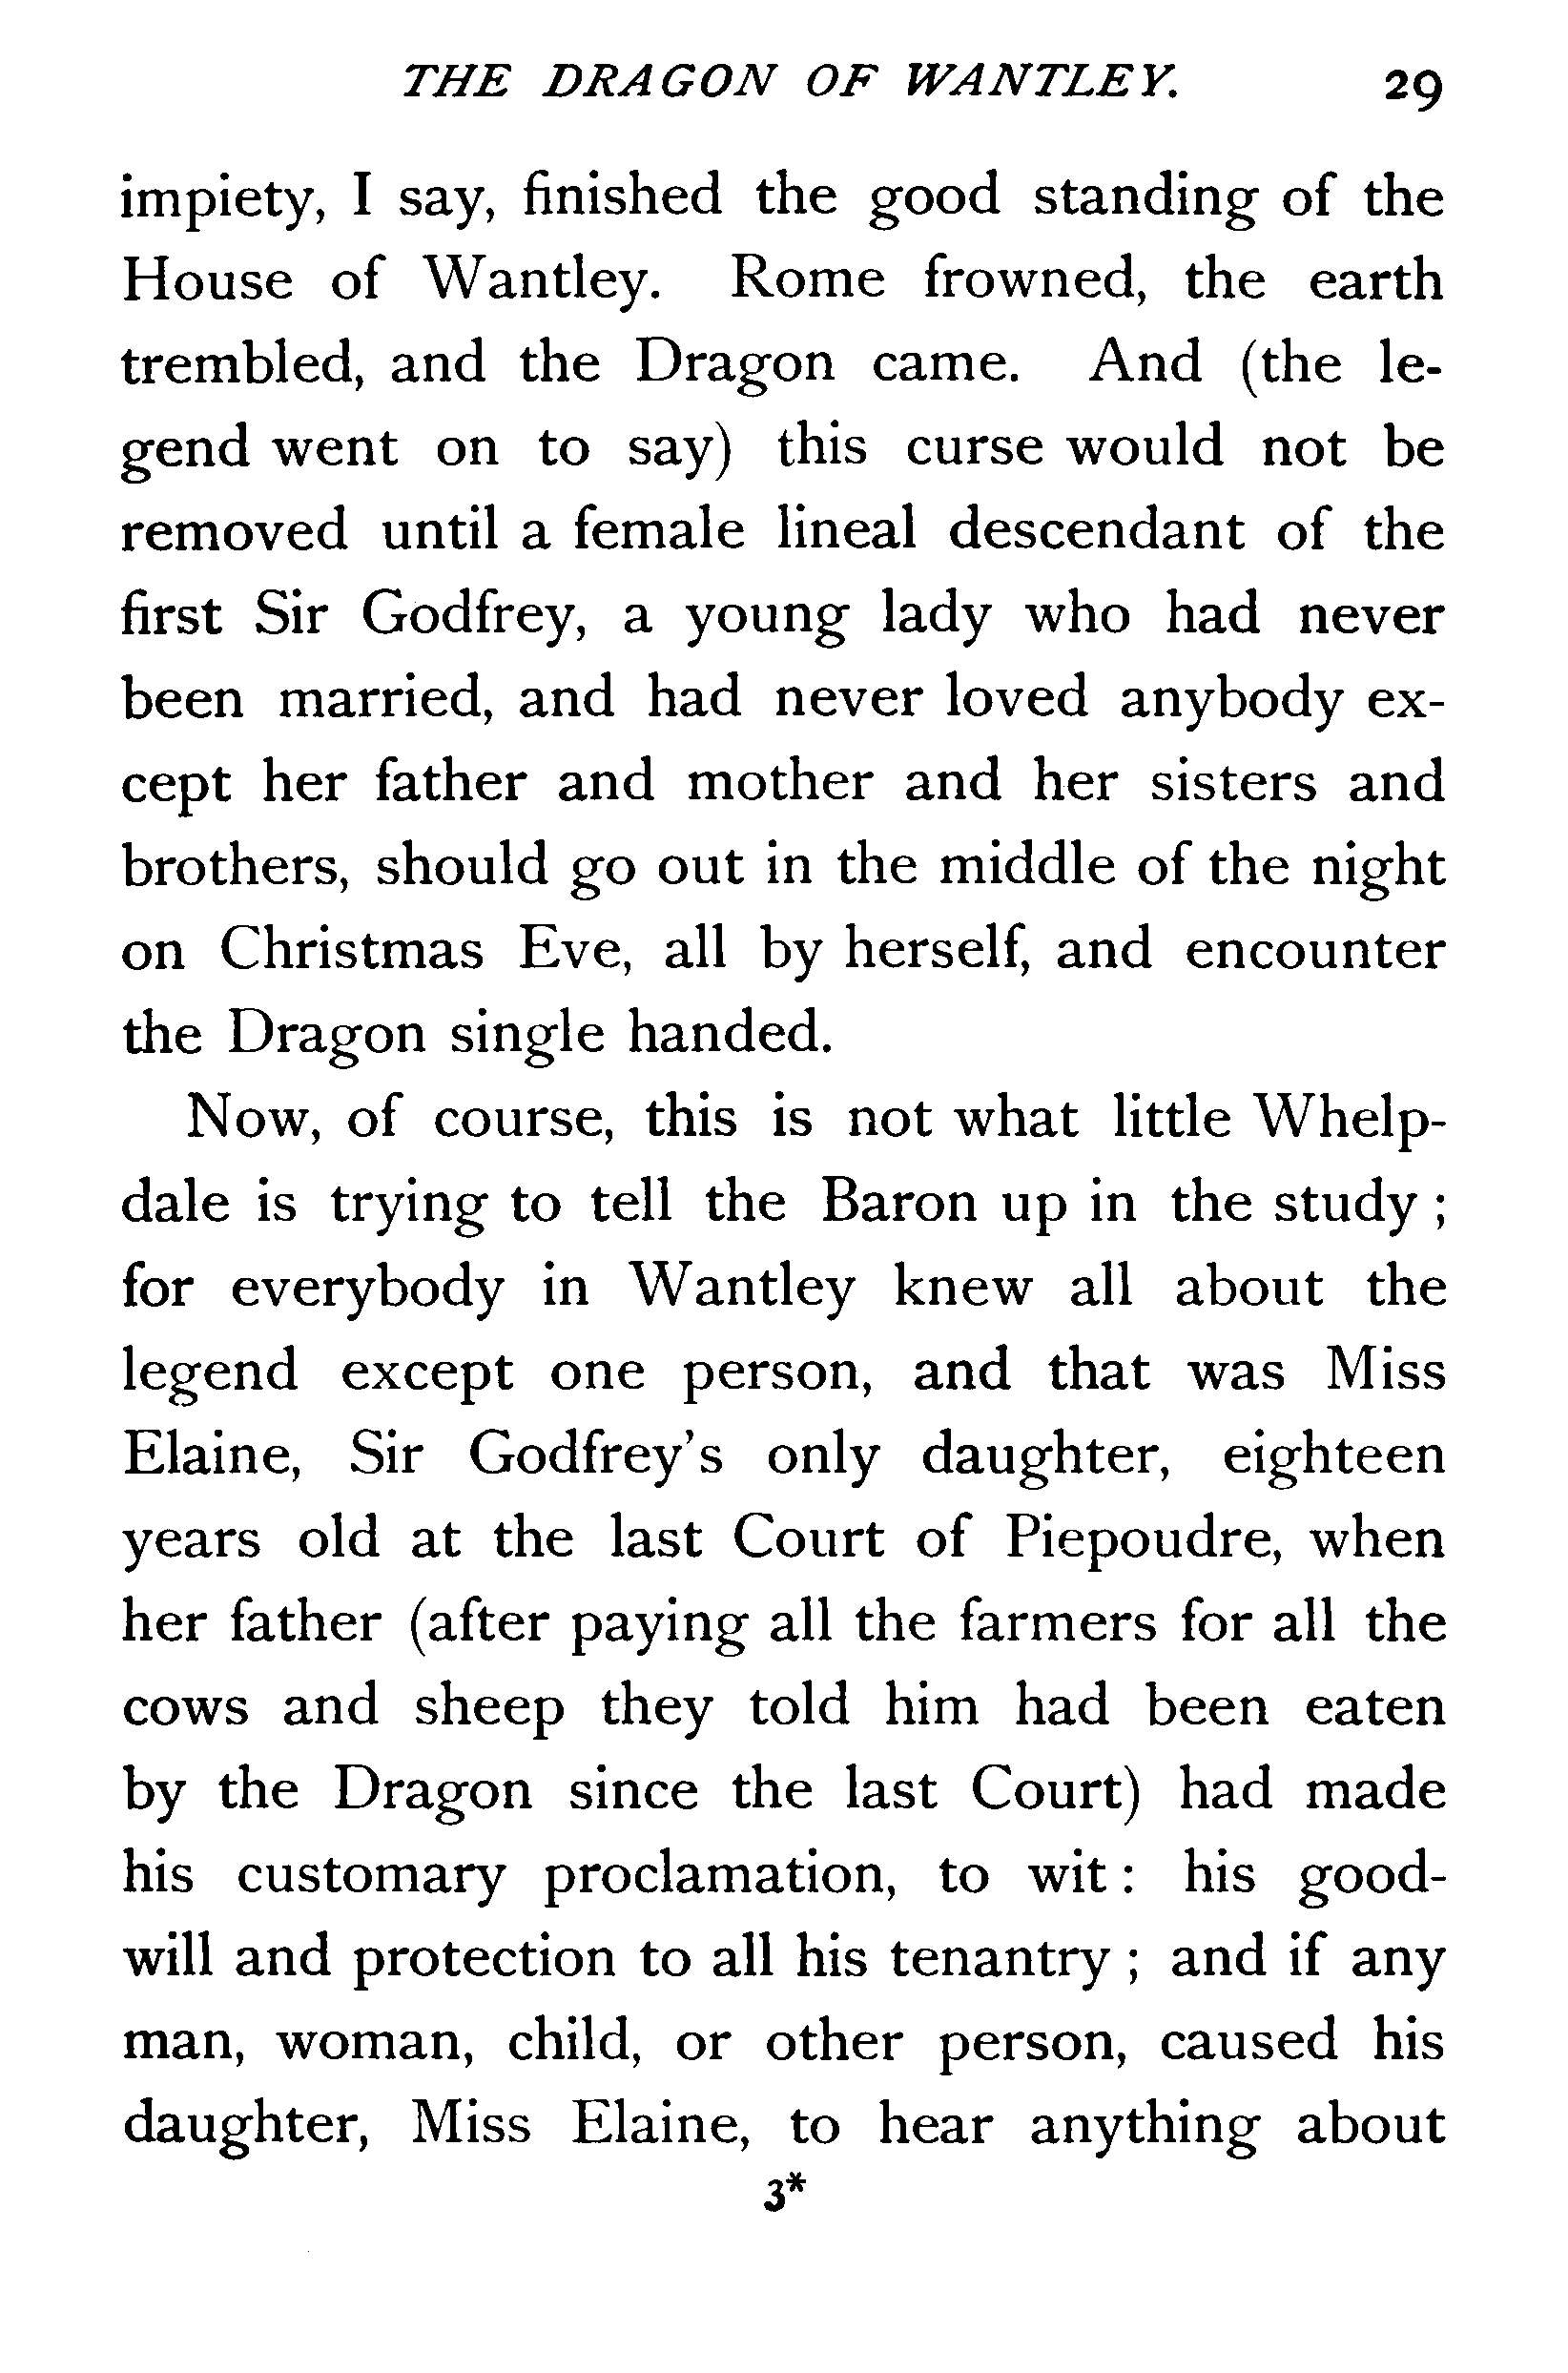 THE DRAGON OF WANTLEY. 29
impiety, I say, finished the good standing of the
House of Wantley. Rome frowned, the earth
trembled, and the Dragon came. And (the le-
gend went on to say) this curse would not be
removed until a female lineal descendant of the
first Sir Godfrey, a young lady who had never
been married, and had never loved anybody ex-
cept her father and mother and her sisters and
brothers, should go out in the middle of the night
on Christmas Eve, all by herself, and encounter
the Dragon single handed.
Now, of course, this is not what little Whelp-
dale is trying to tell the Baron up in the study ;
for everybody in Wantley knew all about the
legend except one person, and that was Miss
Elaine, Sir Godfrey's only daughter, eighteen
years old at the last Court of Piepoudre, when
her father (after paying all the farmers for all the
cows and sheep they told him had been eaten
by the Dragon since the last Court) had made
his customary proclamation, to wit : his good-
will and protection to all his tenantry ; and if any
man, woman, child, or other person, caused his
daughter, Miss Elaine, to hear anything about
3*